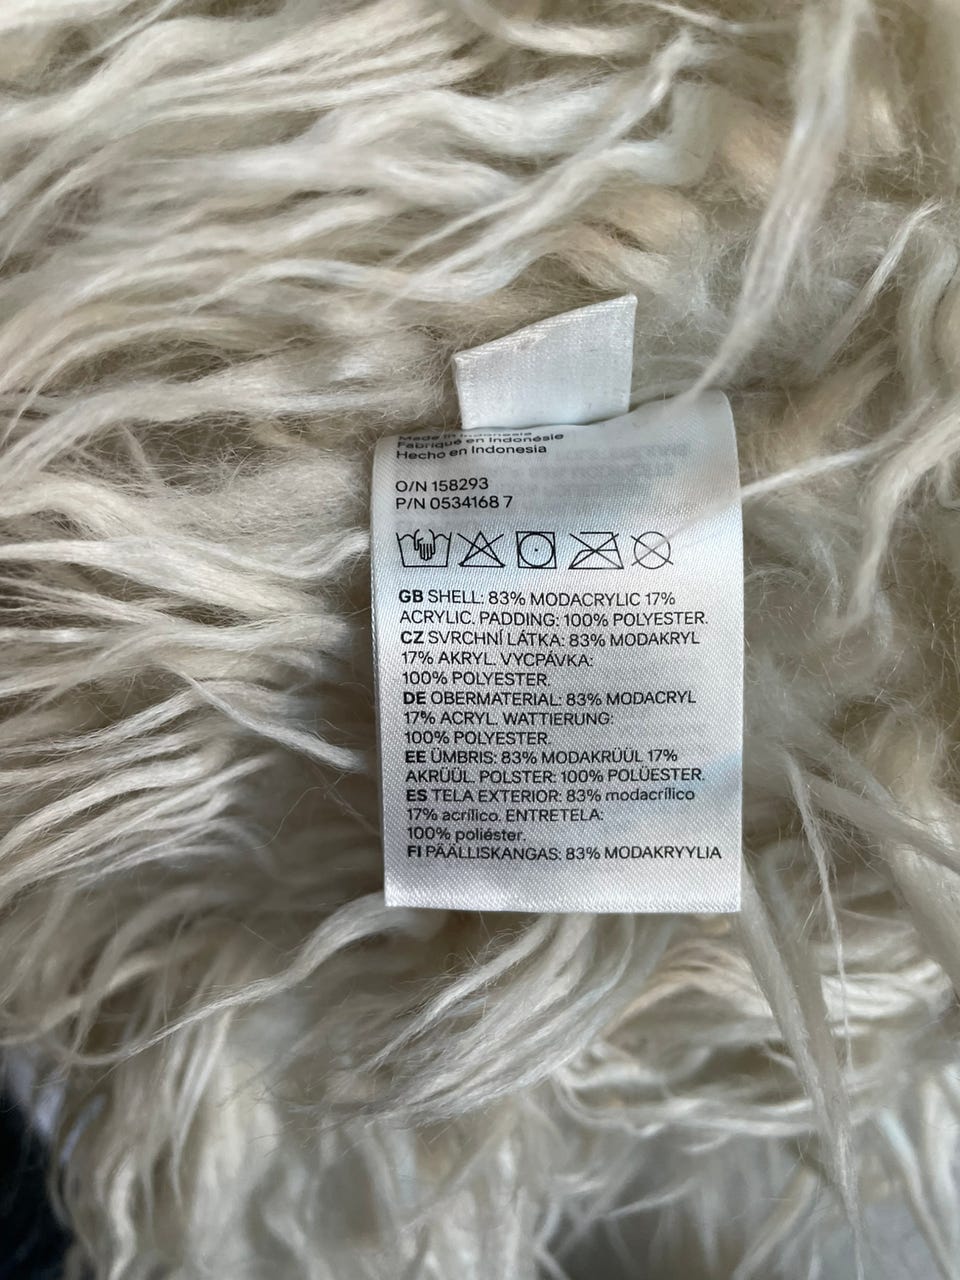 Made in Indonesia
Fabriqué en Indonésie
Hecho en Indonesia
O/N 158293
P/N 0534168 7
GB SHELL: 83% MODACRYLIC 17%
ACRYLIC. PADDING: 100% POLYESTER.
CZ SVRCHNÍ LÁTKA: 83% MODAKRYL
17% AKRYL. VYCPÁVKA:
100% POLYESTER.
DE OBERMATERIAL: 83% MODACRYL
17% ACRYL. WATTIERUNG:
100% POLYESTER.
EE ÜMBRIS: 83% MODAKRÜÜL 17%
AKRÜÜL. POLSTER: 100% POLÜESTER.
ES TELA EXTERIOR: 83% modacrílico
17% acrílico. ENTRETELA:
100% poliéster.
FI PÄÄLLISKANGAS: 83% MODAKRYYLIA